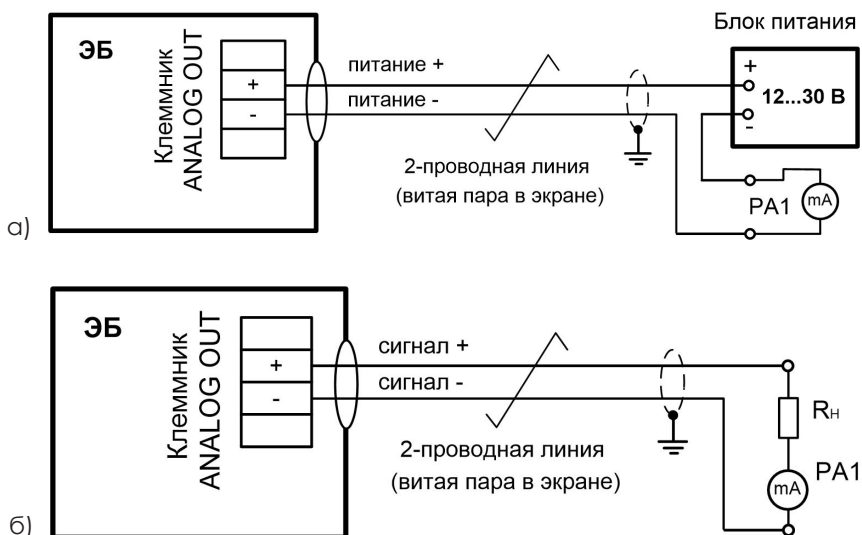 Блок питания
ЭБ
Клеммник
ANALOG OUT
+
-
питание +
питание -
2-проводная линия
(витая пара в экране)
+
12...30 В
-
PA1
mA
а)
ЭБ
Клеммник
ANALOG OUT
+
-
сигнал +
сигнал -
2-проводная линия
(витая пара в экране)
Rн
PA1
mA
б)